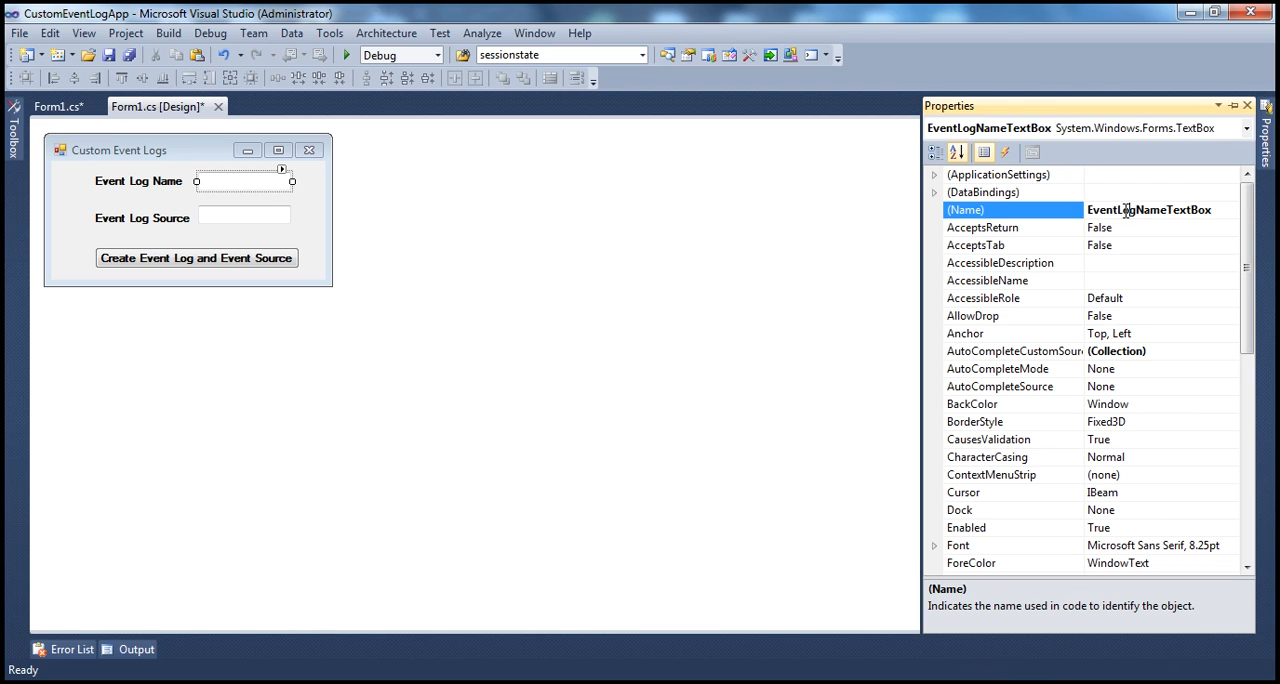 CustomEventLogApp - Microsoft Visual Studio (Administrator)
File Edit View Project Build Debug Team Data Tools Architecture Test Analyze Window Help
Debug sessionstate
Form1.cs* Form1.cs [Design]*
Toolbox
Custom Event Logs
Event Log Name
Event Log Source
Create Event Log and Event Source
Properties
EventLogNameTextBox System.Windows.Forms.TextBox
(ApplicationSettings)
(DataBindings)
(Name) EventLogNameTextBox
AcceptsReturn False
AcceptsTab False
AccessibleDescription
AccessibleName
AccessibleRole Default
AllowDrop False
Anchor Top, Left
AutoCompleteCustomSour (Collection)
AutoCompleteMode None
AutoCompleteSource None
BackColor Window
BorderStyle Fixed3D
CausesValidation True
CharacterCasing Normal
ContextMenuStrip (none)
Cursor IBeam
Dock None
Enabled True
Font Microsoft Sans Serif, 8.25pt
ForeColor WindowText
(Name)
Indicates the name used in code to identify the object.
Properties
Error List Output
Ready